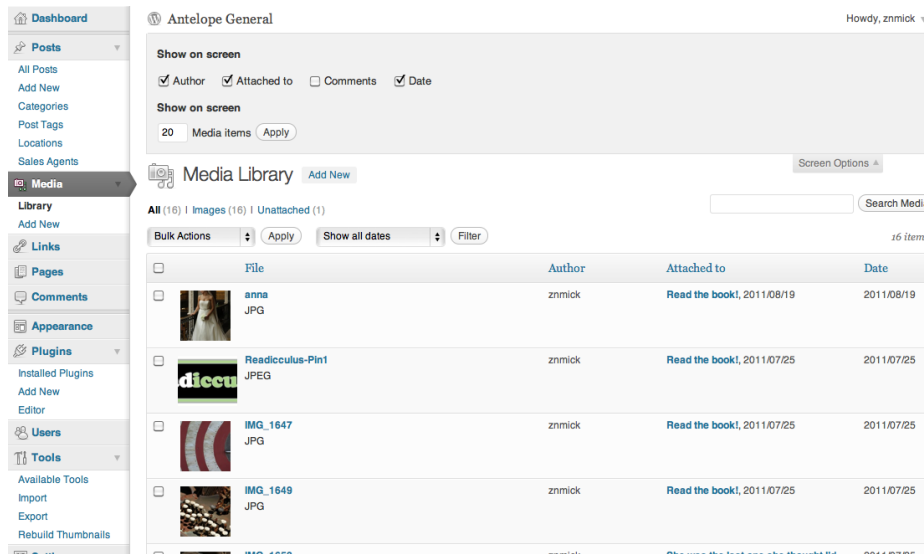 Dashboard
Posts
All Posts
Add New
Categories
Post Tags
Locations
Sales Agents
Media
Library
Add New
Links
Pages
Comments
Appearance
Plugins
Installed Plugins
Add New
Editor
Users
Tools
Available Tools
Import
Export
Rebuild Thumbnails
Antelope General
Howdy, znmick
Show on screen
Author Attached to Comments Date
Show on screen
20 Media items Apply
Screen Options
Media Library Add New
All (16) | Images (16) | Unattached (1)
Search Medi
Bulk Actions Apply Show all dates Filter
16 item
File Author Attached to Date
anna znmick Read the book!, 2011/08/19 2011/08/19
JPG
Readicculus-Pin1 znmick Read the book!, 2011/07/25 2011/07/25
JPEG
diccu
IMG_1647 znmick Read the book!, 2011/07/25 2011/07/25
JPG
IMG_1649 znmick Read the book!, 2011/07/25 2011/07/25
JPG